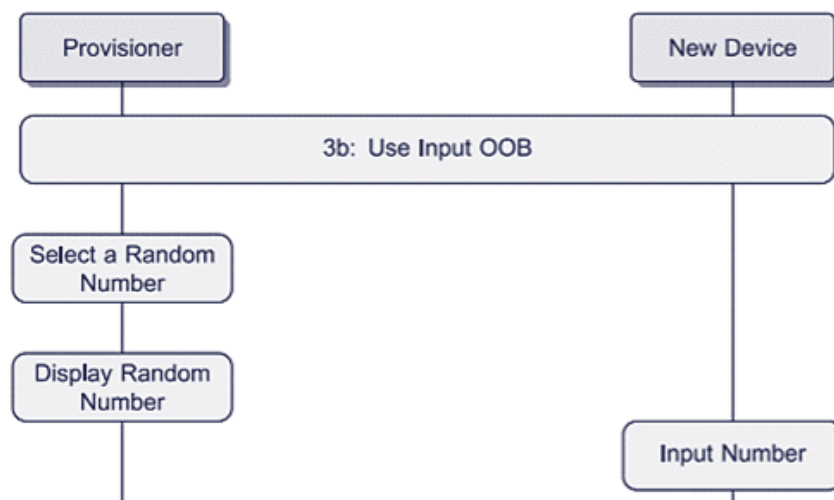 Provisioner
New Device
3b: Use Input OOB
Select a Random
Number
Display Random
Number
Input Number